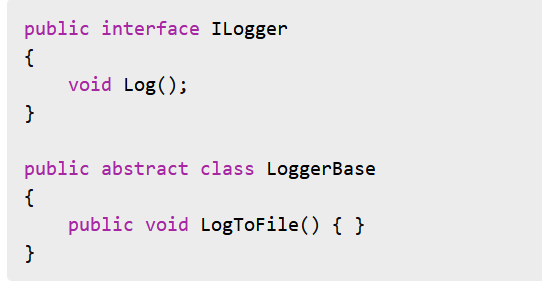 public interface ILogger
{
    void Log();
}

public abstract class LoggerBase
{
    public void LogToFile() { }
}